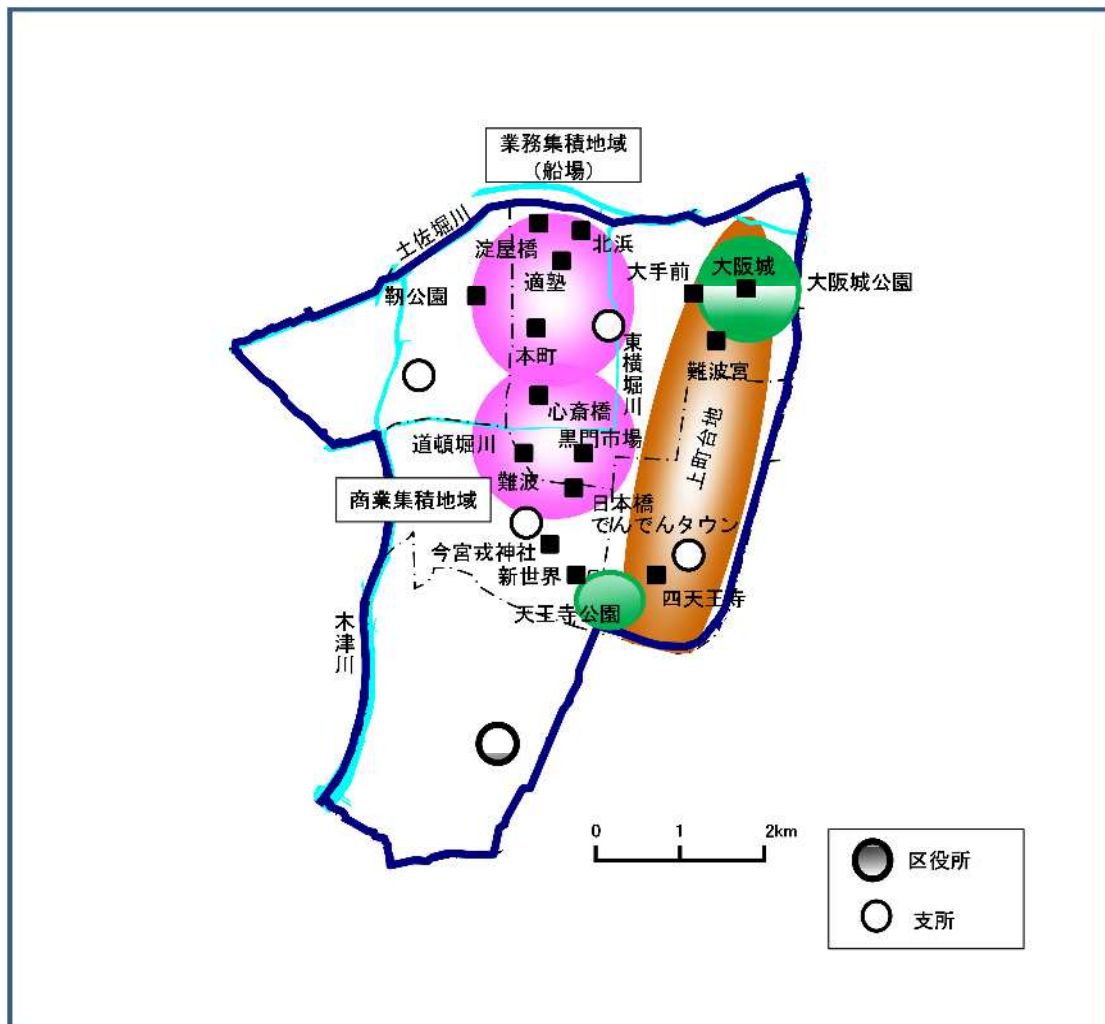 業務集積地域
(船場)
土佐堀川
淀屋橋
北浜
適塾
大手前
大阪城
大阪城公園
靭公園
本町
東横堀川
難波宮
心斎橋
道頓堀川
黒門市場
上町台地
難波
商業集積地域
日本橋
でんでんタウン
今宮戎神社
新世界
四天王寺
天王寺公園
木津川
0 1 2km
区役所
支所